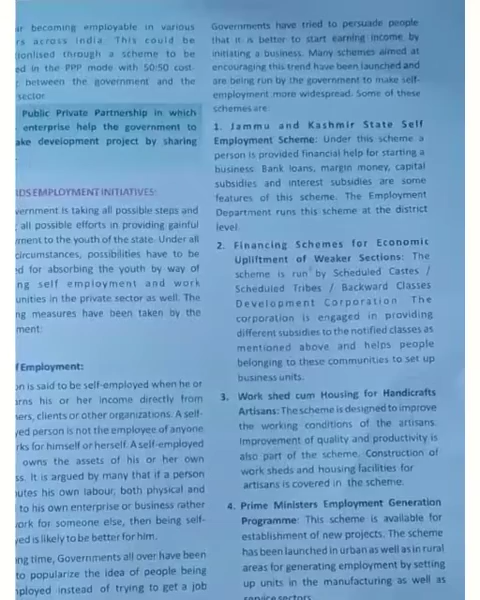 ar becoming employable in various
rs across India. This could be
ionlised through a scheme to be
ed in the PPP mode with 50:50 cost
between the government and the
sector
Public Private Partnership in which
enterprise help the government to
ake development project by sharing
DS EMPLOYMENT INITIATIVES:
vernment is taking all possible steps and
all possible efforts in providing gainful
ment to the youth of the state. Under all
circumstances, possibilities have to be
d for absorbing the youth by way of
ng self employment and work
unities in the private sector as well. The
ng measures have been taken by the
ment:
f Employment:
on is said to be self-employed when he or
arns his or her income directly from
ers, clients or other organizations. A self-
yed person is not the employee of anyone
rks for himself or herself. A self-employed
owns the assets of his or her own
ss. It is argued by many that if a person
outes his own labour, both physical and
to his own enterprise or business rather
ork for someone else, then being self-
yed is likely to be better for him.
ng time, Governments all over have been
to popularize the idea of people being
ployed instead of trying to get a job
Governments have tried to persuade people
that it is better to start earning income by
initiating a business. Many schemes aimed at
encouraging this trend have been launched and
are being run by the government to make self-
employment more widespread. Some of these
schemes are:
1. Jammu and Kashmir State Self
Employment Scheme: Under this scheme a
person is provided financial help for starting a
business. Bank loans, margin money, capital
subsidies and interest subsidies are some
features of this scheme. The Employment
Department runs this scheme at the district
level.
2. Financing Schemes for Economic
Upliftment of Weaker Sections: The
scheme is run by Scheduled Castes /
Scheduled Tribes / Backward Classes
Development Corporation. The
corporation is engaged in providing
different subsidies to the notified classes as
mentioned above and helps people
belonging to these communities to set up
business units.
3. Work shed cum Housing for Handicrafts
Artisans: The scheme is designed to improve
the working conditions of the artisans.
Improvement of quality and productivity is
also part of the scheme. Construction of
work sheds and housing facilities for
artisans is covered in the scheme.
4. Prime Ministers Employment Generation
Programme: This scheme is available for
establishment of new projects. The scheme
has been launched in urban as well as in rural
areas for generating employment by setting
up units in the manufacturing as well as
service sectors